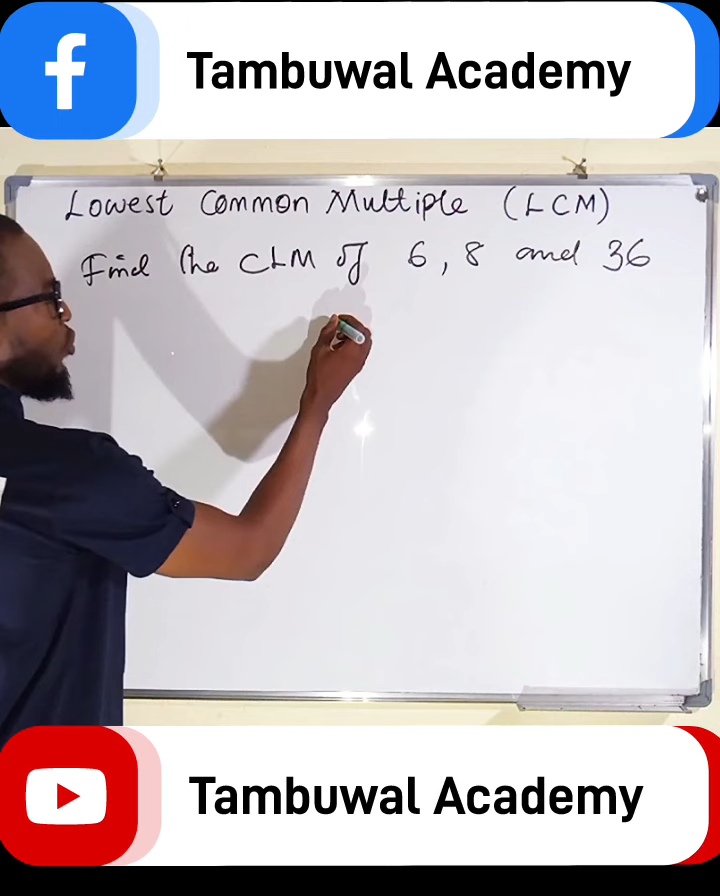 Tambuwal Academy
Lowest Common Multiple (LCM)
Find the CLM of 6, 8 and 36
Tambuwal Academy